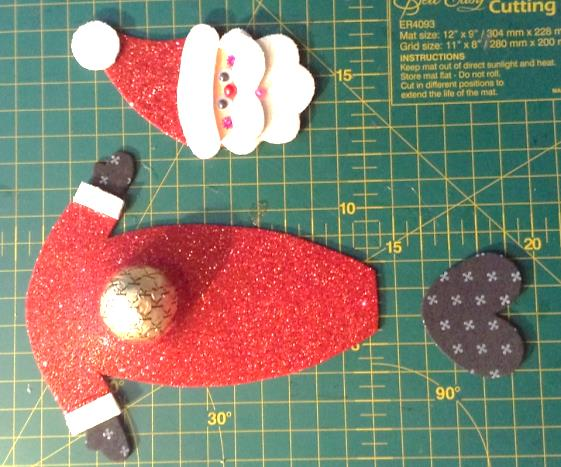 Cutting
ER4093
Mat size: 12" x 9" / 304 mm x 228 m
Grid size: 11" x 8" / 280 mm x 200
INSTRUCTIONS
Keep mat out of direct sunlight and heat.
Store mat flat - Do not roll.
Cut in different positions to
extend the life of the mat.
15
10
15
20
90°
30°